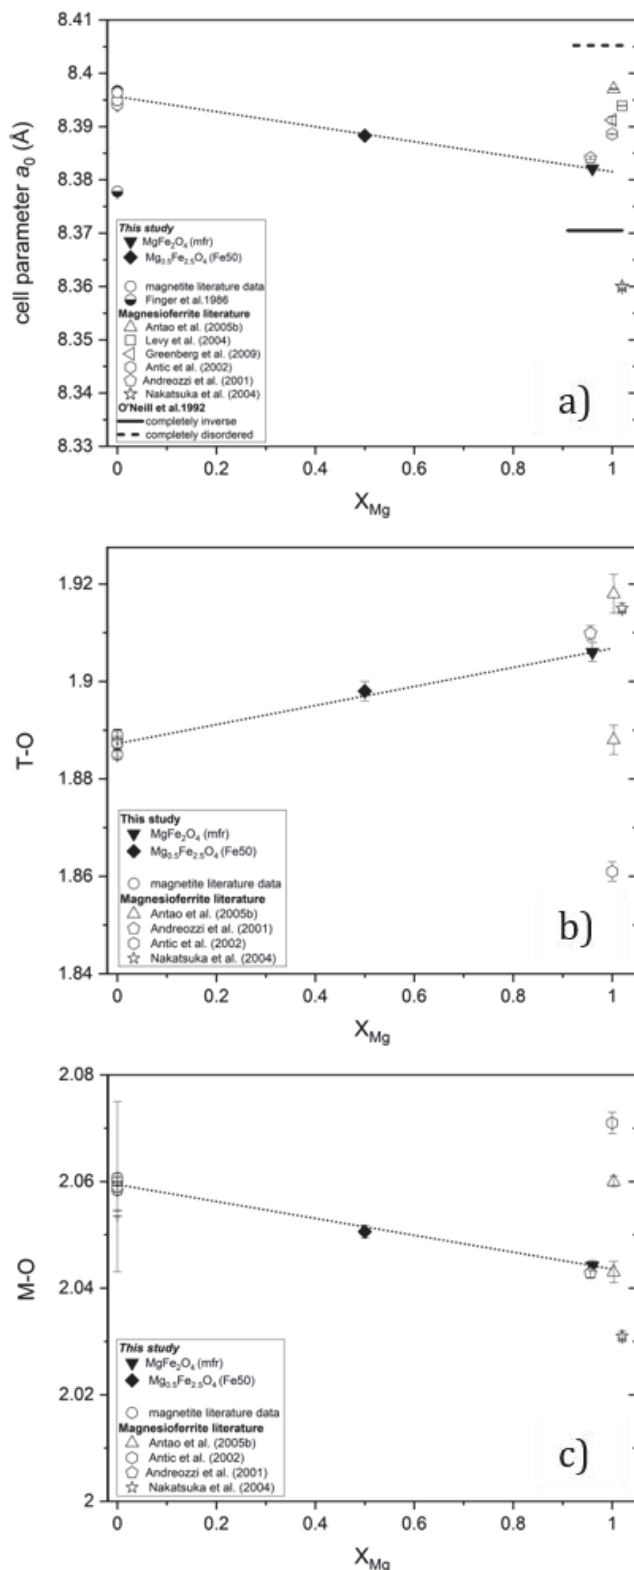 8.41
8.4
8.39
8.38
8.37
8.36
8.35
8.34
8.33
cell parameter a₀ (Å)
This study
MgFe₂O₄ (mfr)
Mg₀.₅Fe₂.₅O₄ (Fe50)
magnetite literature data
Finger et al.1986
Magnesioferrite literature
Antao et al. (2005b)
Levy et al. (2004)
Greenberg et al. (2009)
Antic et al. (2002)
Andreozzi et al. (2001)
Nakatsuka et al. (2004)
O'Neill et al.1992
completely inverse
completely disordered
a)
0 0.2 0.4 0.6 0.8 1
X_Mg
1.92
1.9
1.88
1.86
1.84
T-O
This study
MgFe₂O₄ (mfr)
Mg₀.₅Fe₂.₅O₄ (Fe50)
magnetite literature data
Magnesioferrite literature
Antao et al. (2005b)
Andreozzi et al. (2001)
Antic et al. (2002)
Nakatsuka et al. (2004)
b)
0 0.2 0.4 0.6 0.8 1
X_Mg
2.08
2.06
2.04
2.02
2
M-O
This study
MgFe₂O₄ (mfr)
Mg₀.₅Fe₂.₅O₄ (Fe50)
magnetite literature data
Magnesioferrite literature
Antao et al. (2005b)
Antic et al. (2002)
Andreozzi et al. (2001)
Nakatsuka et al. (2004)
c)
0 0.2 0.4 0.6 0.8 1
X_Mg